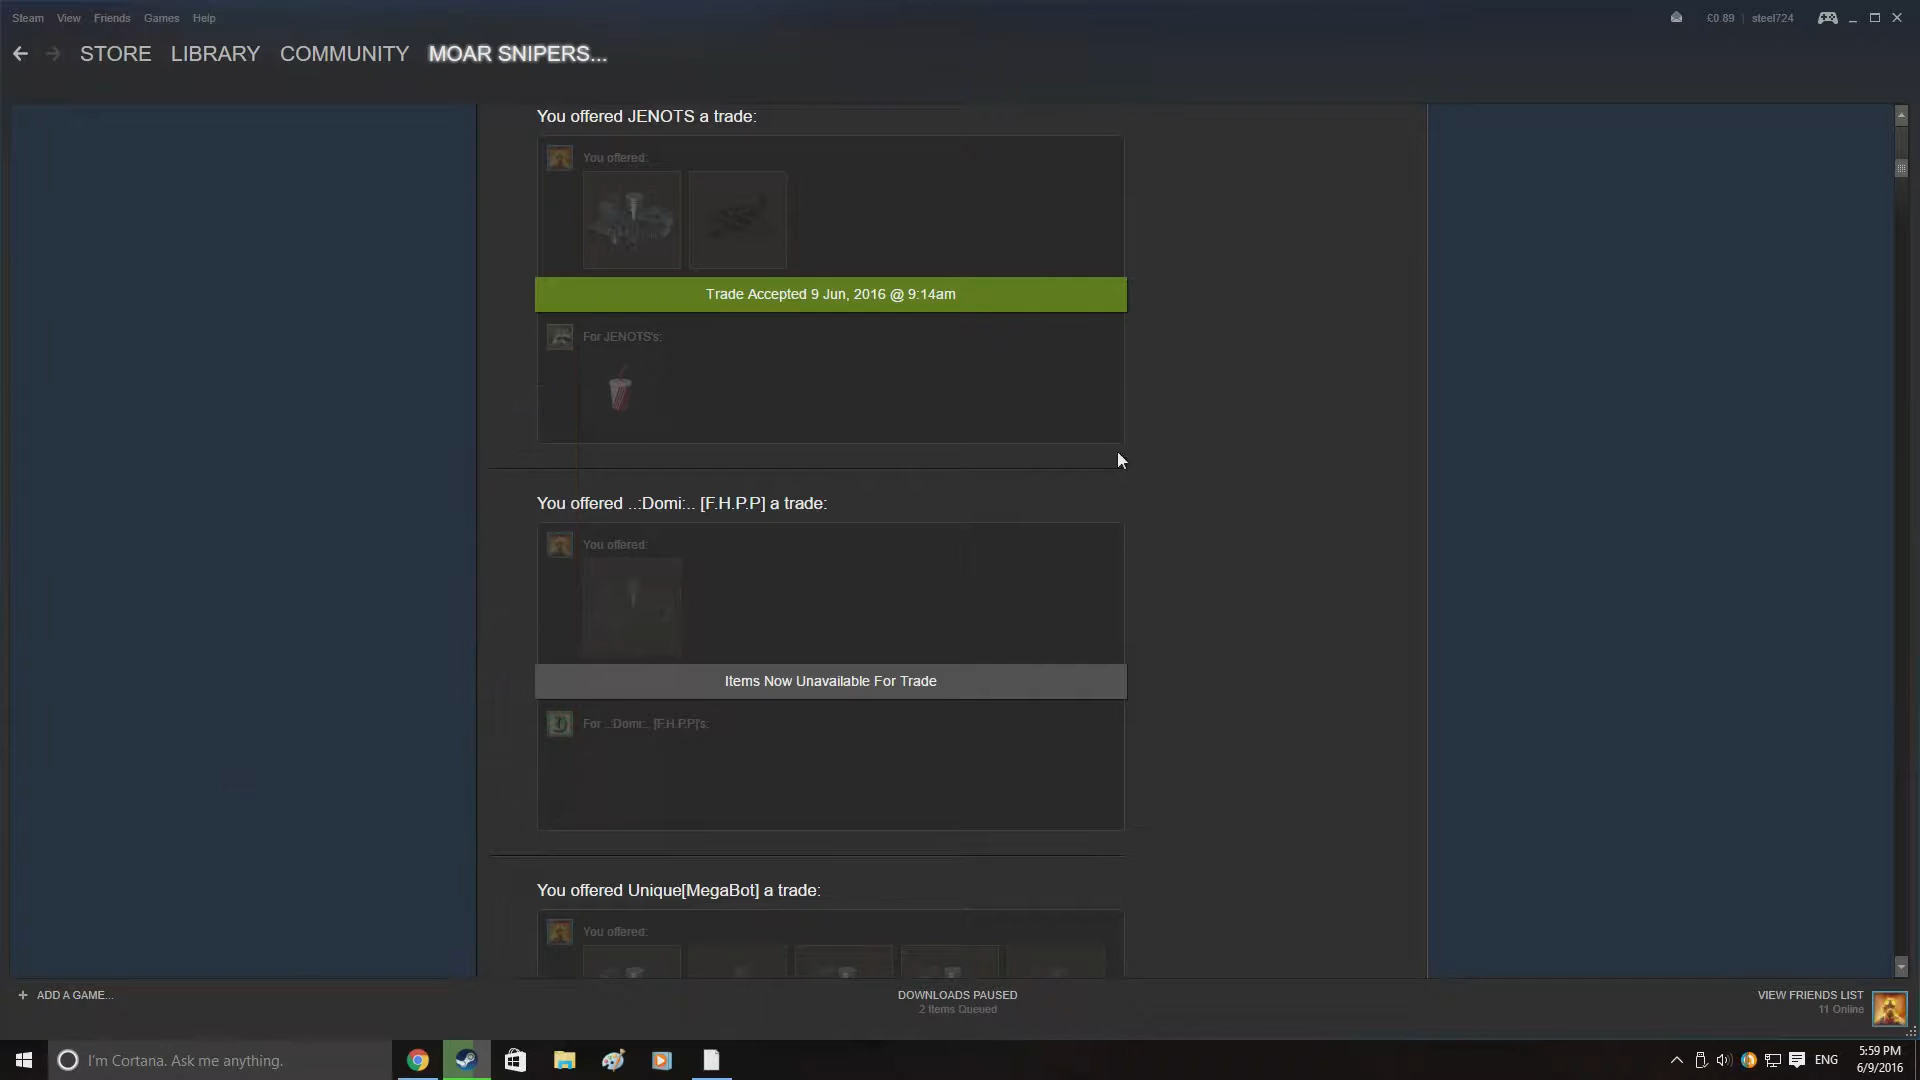 Steam View Friends Games Help
£0.89 | steel724
STORE LIBRARY COMMUNITY MOAR SNIPERS...
You offered JENOTS a trade:
You offered:
Trade Accepted 9 Jun, 2016 @ 9:14am
For JENOTS's:
You offered ..:Domi:.. [F.H.P.P] a trade:
You offered:
Items Now Unavailable For Trade
For ..:Domi:.. [F.H.P.P]'s:
You offered Unique[MegaBot] a trade:
You offered:
+ ADD A GAME...
DOWNLOADS PAUSED
2 Items Queued
VIEW FRIENDS LIST
11 Online
I'm Cortana. Ask me anything.
ENG
5:59 PM
6/9/2016